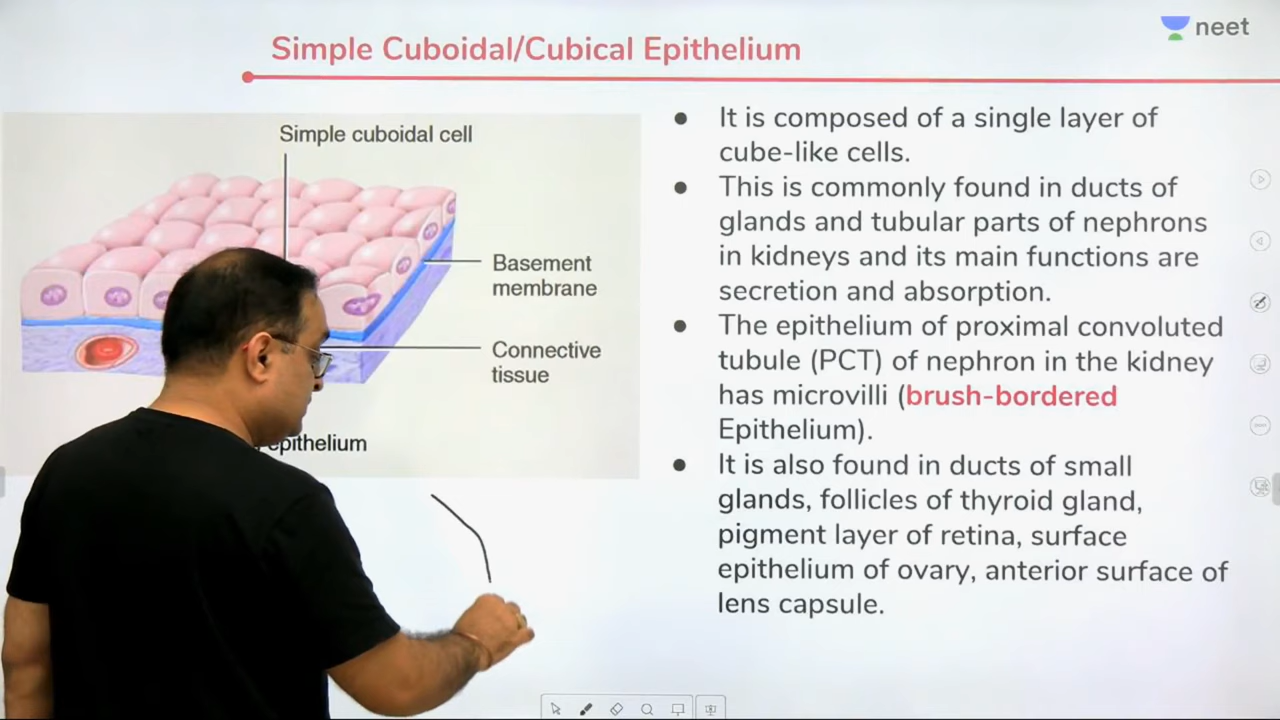 neet
Simple Cuboidal/Cubical Epithelium
Simple cuboidal cell
Basement
membrane
Connective
tissue
epithelium
● It is composed of a single layer of
cube-like cells.
● This is commonly found in ducts of
glands and tubular parts of nephrons
in kidneys and its main functions are
secretion and absorption.
● The epithelium of proximal convoluted
tubule (PCT) of nephron in the kidney
has microvilli (brush-bordered
Epithelium).
● It is also found in ducts of small
glands, follicles of thyroid gland,
pigment layer of retina, surface
epithelium of ovary, anterior surface of
lens capsule.